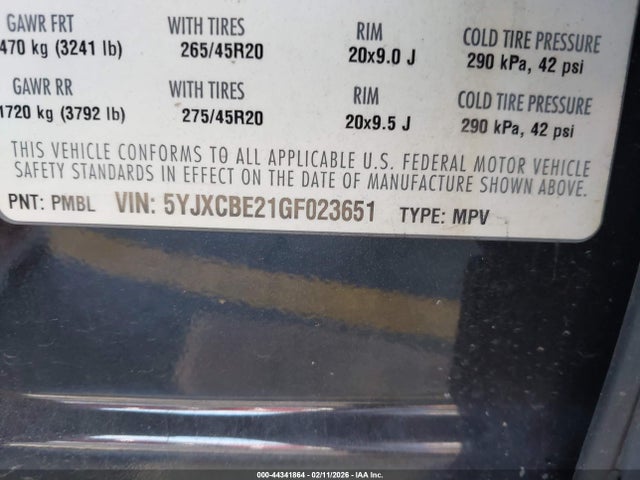 GAWR FRT WITH TIRES RIM COLD TIRE PRESSURE
470 kg (3241 lb) 265/45R20 20x9.0 J 290 kPa, 42 psi
GAWR RR WITH TIRES RIM COLD TIRE PRESSURE
1720 kg (3792 lb) 275/45R20 20x9.5 J 290 kPa, 42 psi
THIS VEHICLE CONFORMS TO ALL APPLICABLE U.S. FEDERAL MOTOR VEHICLE
SAFETY STANDARDS IN EFFECT ON THE DATE OF MANUFACTURE SHOWN ABOVE.
PNT: PMBL VIN: 5YJXCBE21GF023651 TYPE: MPV
000-44341864 - 02/11/2026 - IAA Inc.